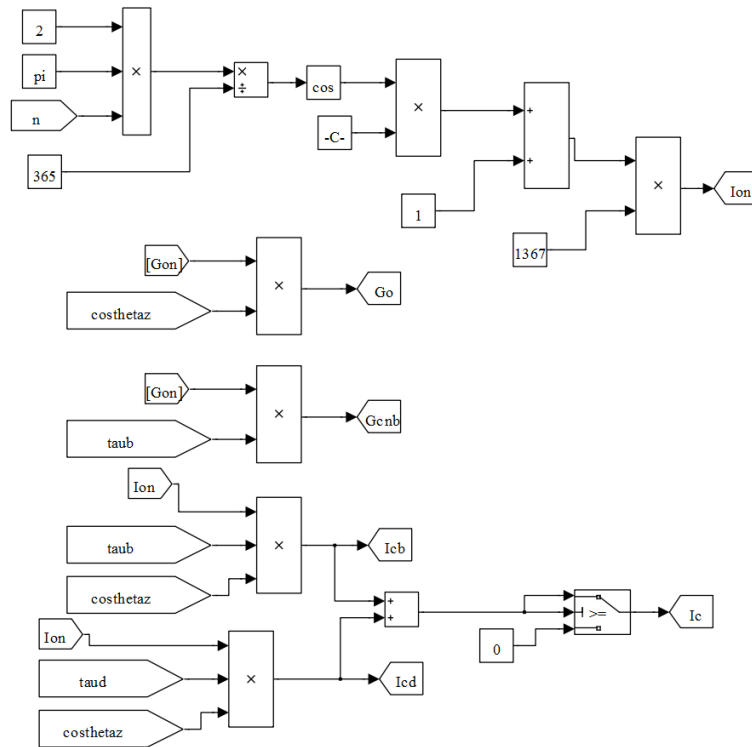 2
pi
n
365
×
×
÷
cos
-C-
×
+
+
1
1367
×
Ion
[Gon]
costhetaz
×
Go
[Gon]
taub
×
Gcnb
Ion
taub
costhetaz
×
Icb
Ion
taud
costhetaz
×
Icd
+
+
0
>=
Ic